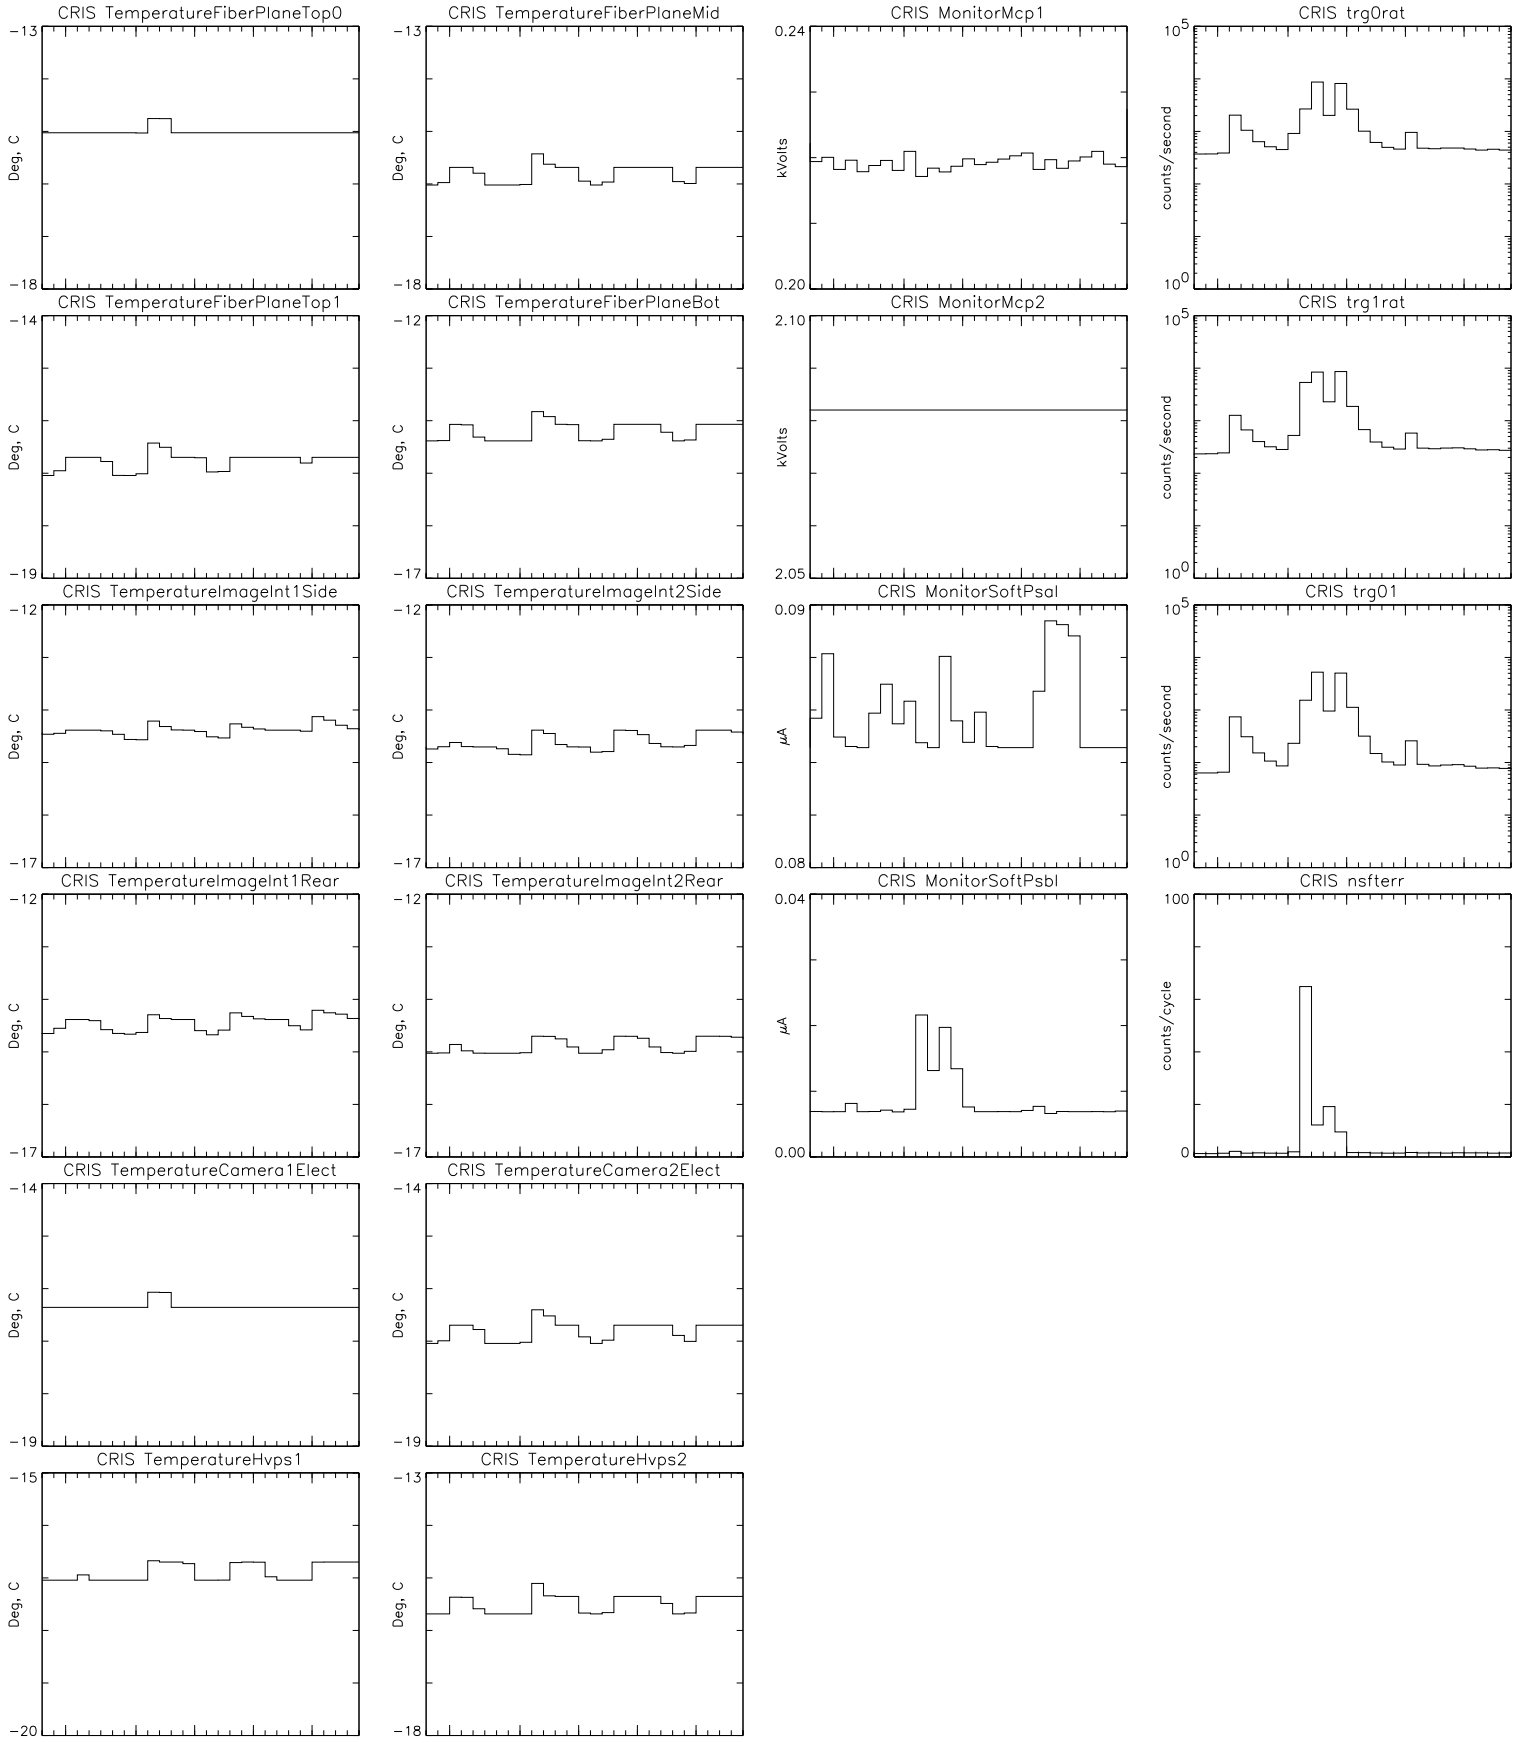 CRIS TemperatureFiberPlaneTop0
-13
Deg, C
-18
CRIS TemperatureFiberPlaneMid
-13
Deg, C
-18
CRIS MonitorMcp1
0.24
kVolts
0.20
CRIS trg0rat
10^5
counts/second
10^0
CRIS TemperatureFiberPlaneTop1
-14
Deg, C
-19
CRIS TemperatureFiberPlaneBot
-12
Deg, C
-17
CRIS MonitorMcp2
2.10
kVolts
2.05
CRIS trg1rat
10^5
counts/second
10^0
CRIS TemperatureImageInt1Side
-12
Deg, C
-17
CRIS TemperatureImageInt2Side
-12
Deg, C
-17
CRIS MonitorSoftPsaI
0.09
μA
0.08
CRIS trg01
10^5
counts/second
10^0
CRIS TemperatureImageInt1Rear
-12
Deg, C
-17
CRIS TemperatureImageInt2Rear
-12
Deg, C
-17
CRIS MonitorSoftPsbI
0.04
μA
0.00
CRIS nsfterr
100
counts/cycle
0
CRIS TemperatureCamera1Elect
-14
Deg, C
-19
CRIS TemperatureCamera2Elect
-14
Deg, C
-19
CRIS TemperatureHvps1
-15
Deg, C
-20
CRIS TemperatureHvps2
-13
Deg, C
-18